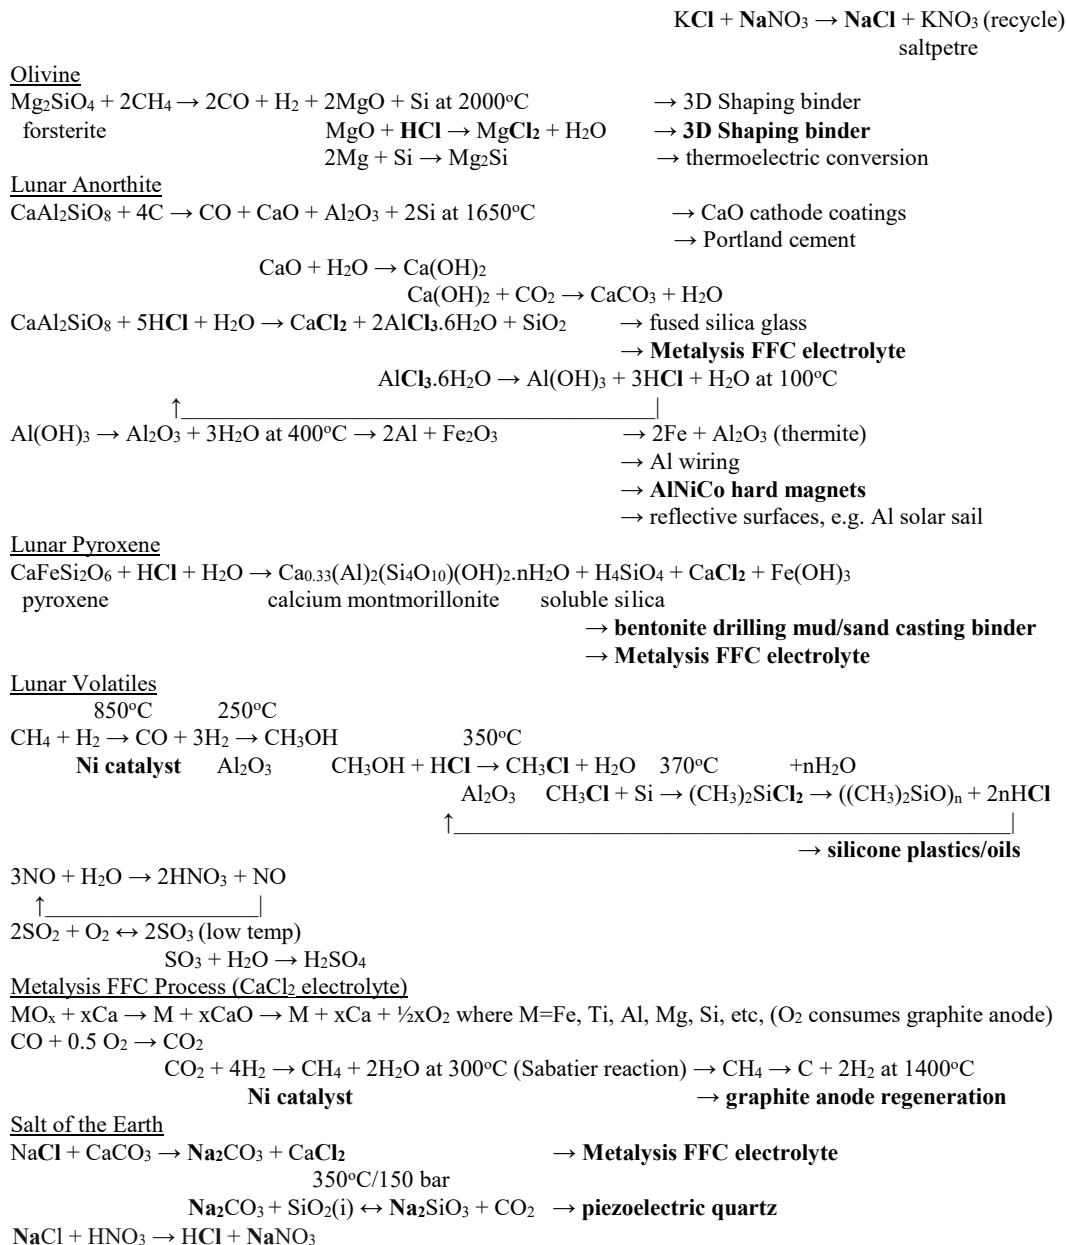 KCl + NaNO₃ → NaCl + KNO₃ (recycle)
saltpetre
Olivine
Mg₂SiO₄ + 2CH₄ → 2CO + H₂ + 2MgO + Si at 2000°C → 3D Shaping binder
forsterite MgO + HCl → MgCl₂ + H₂O → 3D Shaping binder
2Mg + Si → Mg₂Si → thermoelectric conversion
Lunar Anorthite
CaAl₂SiO₈ + 4C → CO + CaO + Al₂O₃ + 2Si at 1650°C → CaO cathode coatings
→ Portland cement
CaO + H₂O → Ca(OH)₂
Ca(OH)₂ + CO₂ → CaCO₃ + H₂O
CaAl₂SiO₈ + 5HCl + H₂O → CaCl₂ + 2AlCl₃.6H₂O + SiO₂ → fused silica glass
→ Metalysis FFC electrolyte
AlCl₃.6H₂O → Al(OH)₃ + 3HCl + H₂O at 100°C
↑__________________________________________|
Al(OH)₃ → Al₂O₃ + 3H₂O at 400°C → 2Al + Fe₂O₃ → 2Fe + Al₂O₃ (thermite)
→ Al wiring
→ AlNiCo hard magnets
→ reflective surfaces, e.g. Al solar sail
Lunar Pyroxene
CaFeSi₂O₆ + HCl + H₂O → Ca₀.₃₃(Al)₂(Si₄O₁₀)(OH)₂.nH₂O + H₄SiO₄ + CaCl₂ + Fe(OH)₃
pyroxene calcium montmorillonite soluble silica
→ bentonite drilling mud/sand casting binder
→ Metalysis FFC electrolyte
Lunar Volatiles
850°C 250°C
CH₄ + H₂ → CO + 3H₂ → CH₃OH 350°C
Ni catalyst Al₂O₃ CH₃OH + HCl → CH₃Cl + H₂O 370°C +nH₂O
Al₂O₃ CH₃Cl + Si → (CH₃)₂SiCl₂ → ((CH₃)₂SiO)ₙ + 2nHCl
↑__________________________________________________|
→ silicone plastics/oils
3NO + H₂O → 2HNO₃ + NO
↑___________________|
2SO₂ + O₂ ↔ 2SO₃ (low temp)
SO₃ + H₂O → H₂SO₄
Metalysis FFC Process (CaCl₂ electrolyte)
MOₓ + xCa → M + xCaO → M + xCa + ½xO₂ where M=Fe, Ti, Al, Mg, Si, etc, (O₂ consumes graphite anode)
CO + 0.5 O₂ → CO₂
CO₂ + 4H₂ → CH₄ + 2H₂O at 300°C (Sabatier reaction) → CH₄ → C + 2H₂ at 1400°C
Ni catalyst → graphite anode regeneration
Salt of the Earth
NaCl + CaCO₃ → Na₂CO₃ + CaCl₂ → Metalysis FFC electrolyte
350°C/150 bar
Na₂CO₃ + SiO₂(i) ↔ Na₂SiO₃ + CO₂ → piezoelectric quartz
NaCl + HNO₃ → HCl + NaNO₃